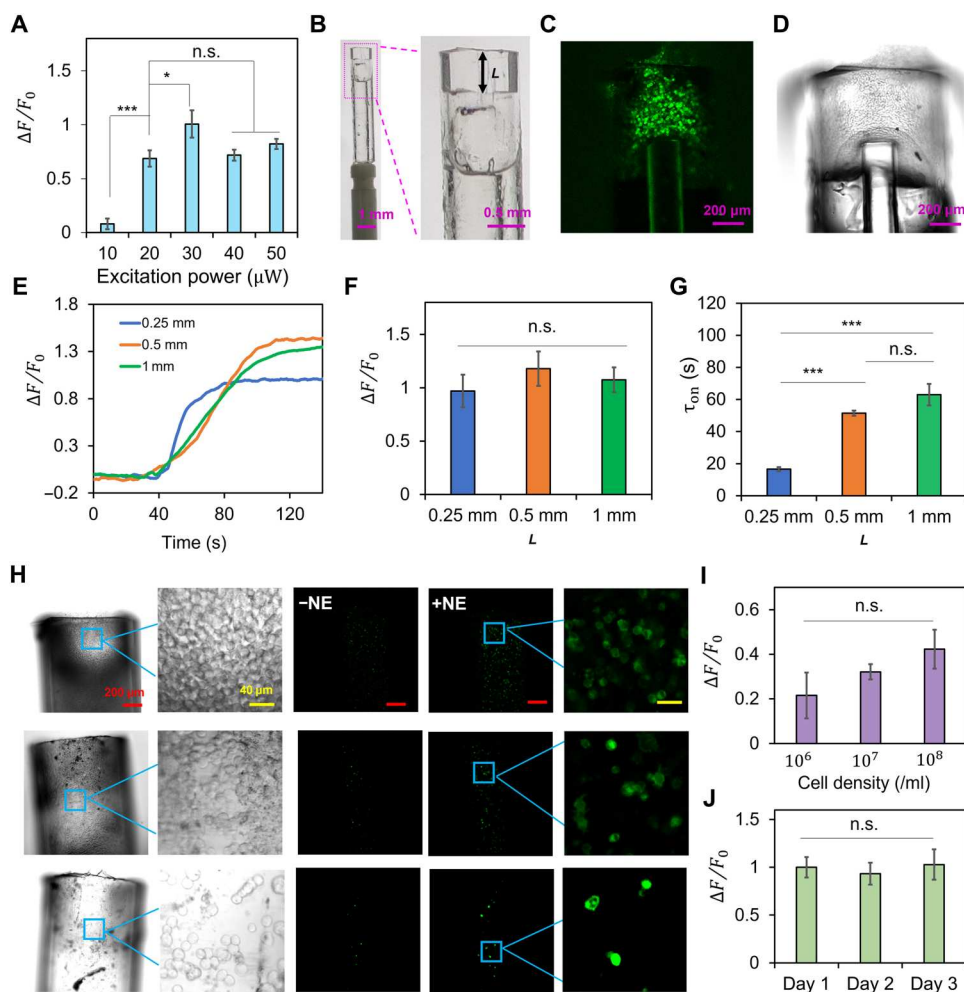 A
ΔF/F₀
1.5
1
0.5
0
n.s.
*
***
10 20 30 40 50
Excitation power (μW)
B
L
1 mm
0.5 mm
C
200 μm
D
200 μm
E
ΔF/F₀
1.8
1.3
0.8
0.3
−0.2
0.25 mm
0.5 mm
1 mm
0 40 80 120
Time (s)
F
ΔF/F₀
1.5
1
0.5
0
n.s.
0.25 mm 0.5 mm 1 mm
L
G
τon (s)
120
100
80
60
40
20
0
***
n.s.
***
0.25 mm 0.5 mm 1 mm
L
H
200 μm
40 μm
−NE
+NE
I
ΔF/F₀
0.6
0.4
0.2
0
n.s.
10⁶ 10⁷ 10⁸
Cell density (/ml)
J
ΔF/F₀
1.5
1
0.5
0
n.s.
Day 1 Day 2 Day 3